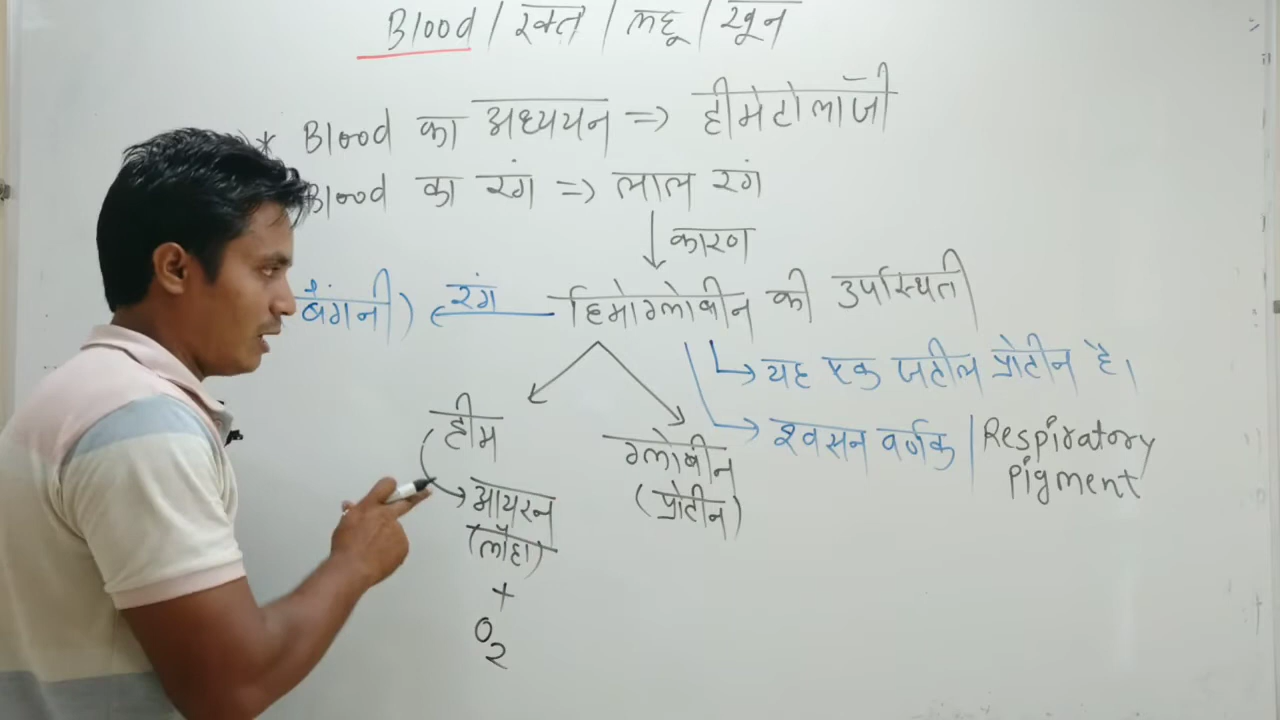 Blood / रक्त / लहू / खून
* Blood का अध्ययन => हीमेटोलॉजी
Blood का रंग => लाल रंग
कारण
बैंगनी) रंग हिमोग्लोबीन की उपस्थिती
यह एक जटील प्रोटीन है।
श्वसन वर्णक / Respiratory Pigment
हीम
ग्लोबीन
(प्रोटीन)
आयरन
(लौहा)
+
O2